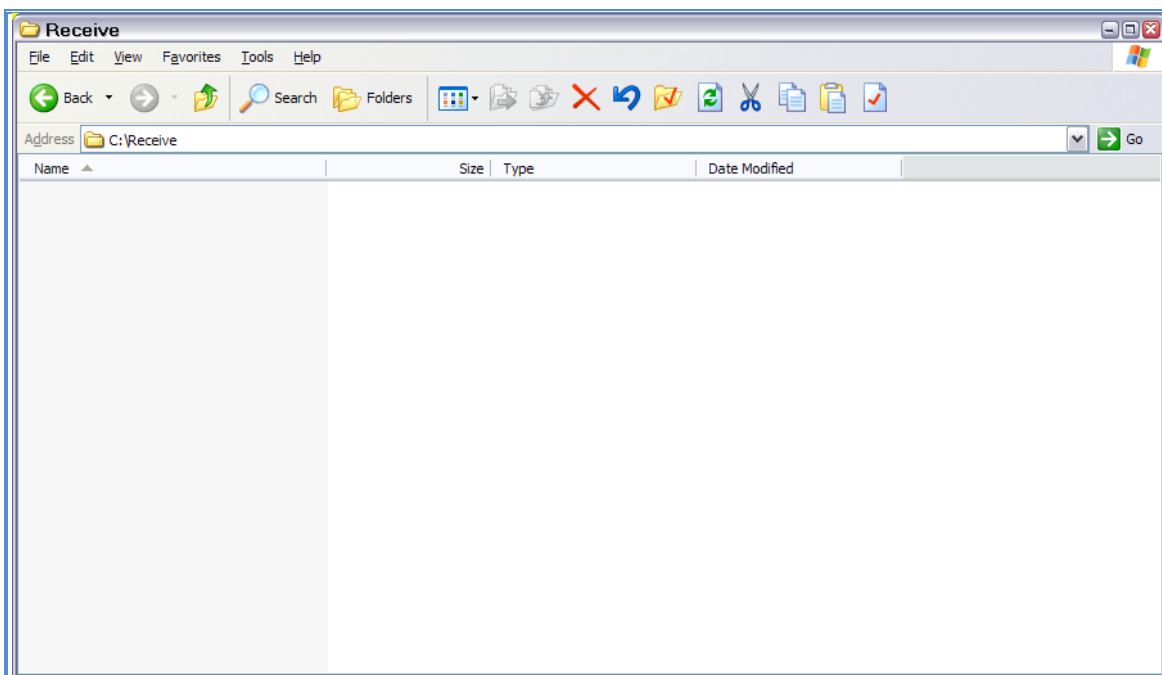 Receive
File Edit View Favorites Tools Help
Back Search Folders
Address C:\Receive Go
Name Size Type Date Modified